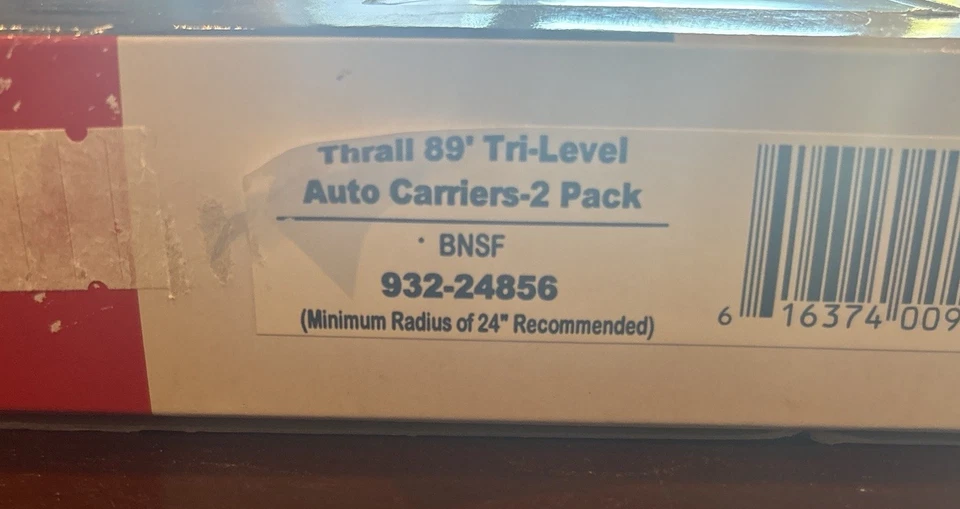 Thrall 89' Tri-Level
Auto Carriers-2 Pack
· BNSF
932-24856
(Minimum Radius of 24" Recommended)
6 16374 009